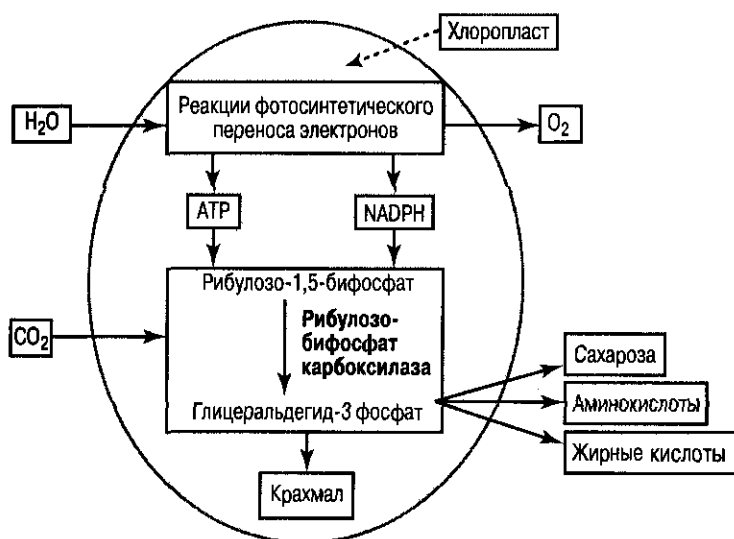 Хлоропласт
Реакции фотосинтетического
переноса электронов
H₂O
O₂
ATP
NADPH
Рибулозо-1,5-бифосфат
Рибулозо-
бифосфат
карбоксилаза
CO₂
Глицеральдегид-3 фосфат
Сахароза
Аминокислоты
Жирные кислоты
Крахмал